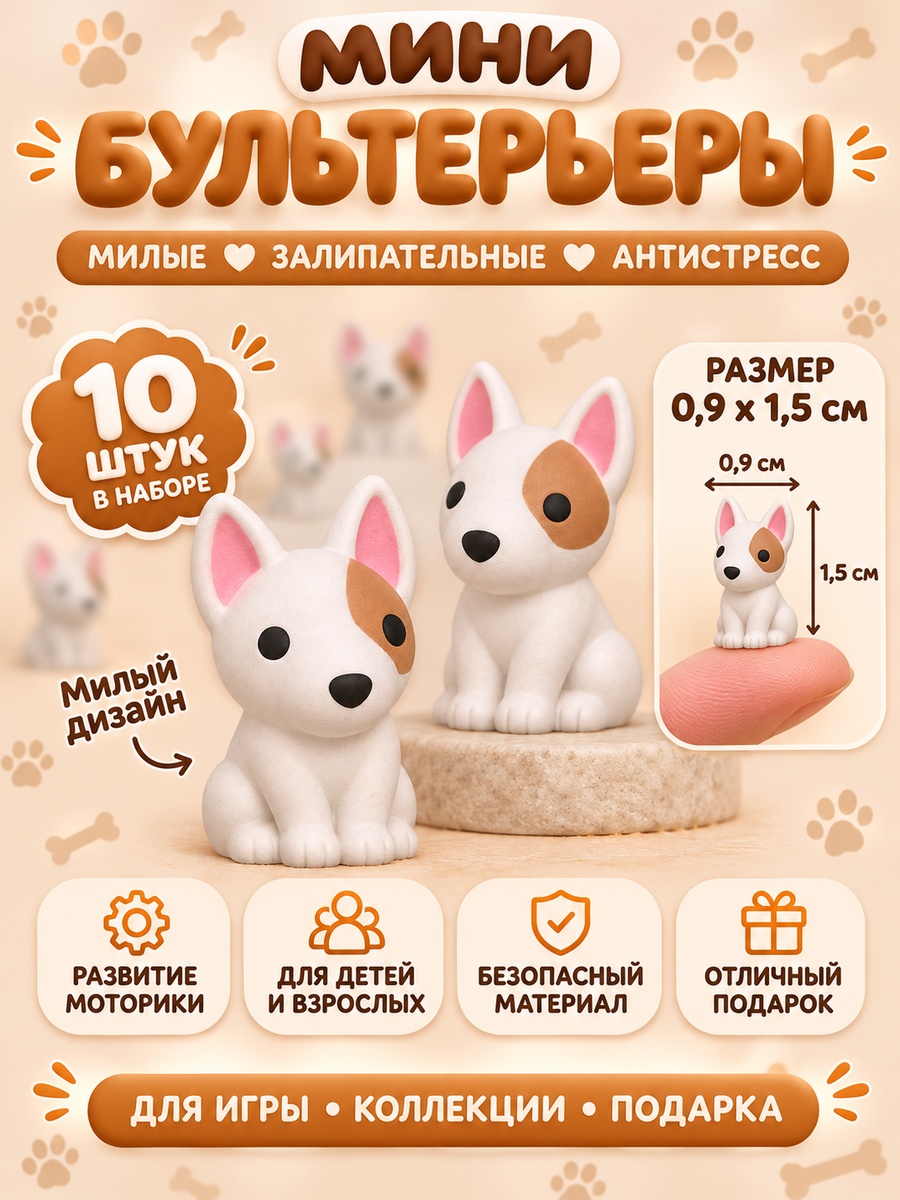 МИНИ
БУЛЬТЕРЬЕРЫ
МИЛЫЕ ♥ ЗАЛИПАТЕЛЬНЫЕ ♥ АНТИСТРЕСС
10
ШТУК
В НАБОРЕ
РАЗМЕР
0,9 х 1,5 см
0,9 см
1,5 см
Милый
дизайн
РАЗВИТИЕ
МОТОРИКИ
ДЛЯ ДЕТЕЙ
И ВЗРОСЛЫХ
БЕЗОПАСНЫЙ
МАТЕРИАЛ
ОТЛИЧНЫЙ
ПОДАРОК
ДЛЯ ИГРЫ • КОЛЛЕКЦИИ • ПОДАРКА